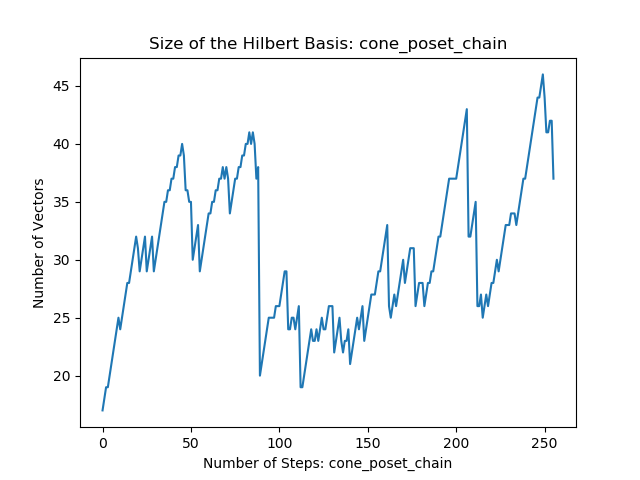 Size of the Hilbert Basis: cone_poset_chain
45
40
35
30
25
20
Number of Vectors
0 50 100 150 200 250
Number of Steps: cone_poset_chain